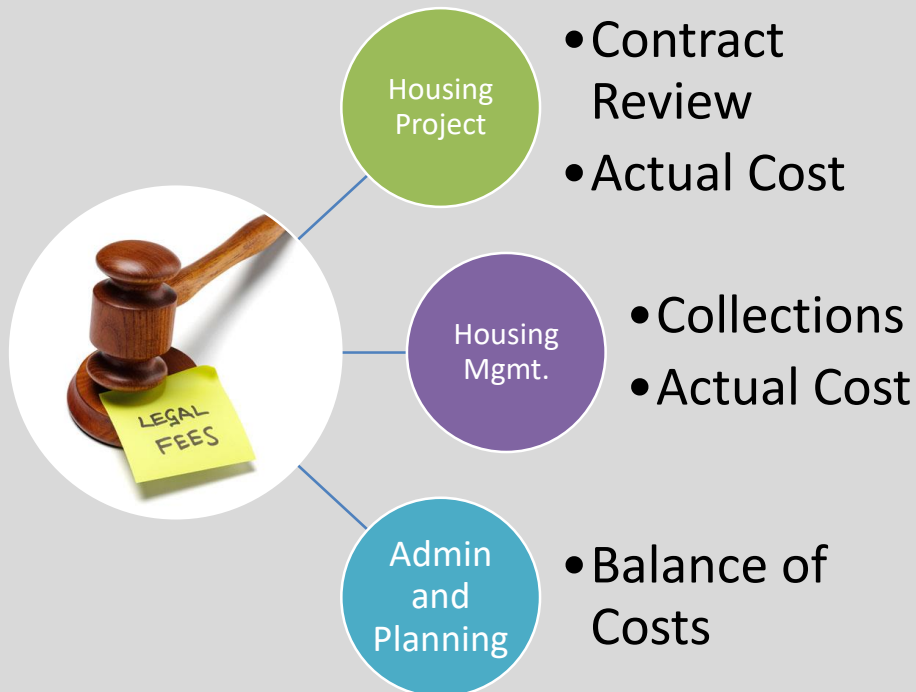 LEGAL
FEES
Housing
Project
•Contract
Review
•Actual Cost
Housing
Mgmt.
•Collections
•Actual Cost
Admin
and
Planning
•Balance of
Costs